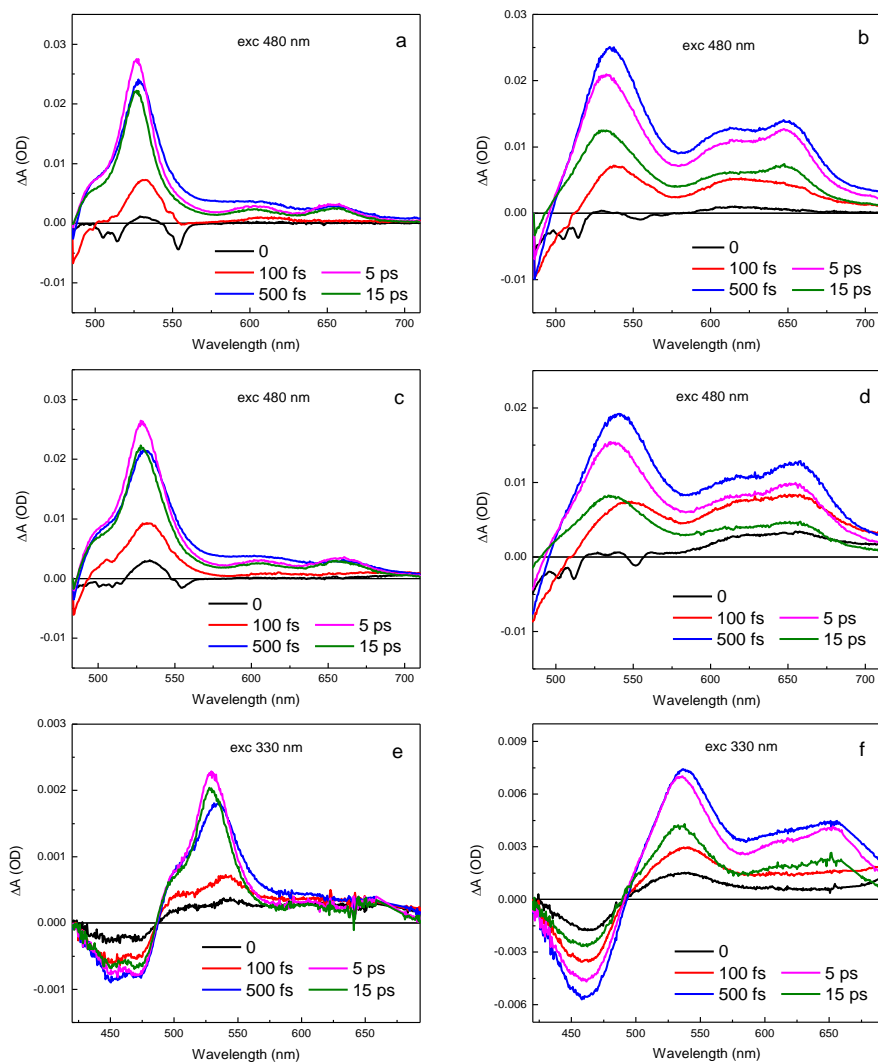 a
exc 480 nm
0.03
0.02
0.01
0.00
-0.01
ΔA (OD)
0
100 fs
5 ps
500 fs
15 ps
500
550
600
650
700
Wavelength (nm)
b
exc 480 nm
0.03
0.02
0.01
0.00
-0.01
ΔA (OD)
0
100 fs
5 ps
500 fs
15 ps
500
550
600
650
700
Wavelength (nm)
c
exc 480 nm
0.03
0.02
0.01
0.00
-0.01
ΔA (OD)
0
100 fs
5 ps
500 fs
15 ps
500
550
600
650
700
Wavelength (nm)
d
exc 480 nm
0.02
0.01
0.00
-0.01
ΔA (OD)
0
100 fs
5 ps
500 fs
15 ps
500
550
600
650
700
Wavelength (nm)
e
exc 330 nm
0.003
0.002
0.001
0.000
-0.001
ΔA (OD)
0
100 fs
5 ps
500 fs
15 ps
450
500
550
600
650
Wavelength (nm)
f
exc 330 nm
0.009
0.006
0.003
0.000
-0.003
-0.006
ΔA (OD)
0
100 fs
5 ps
500 fs
15 ps
450
500
550
600
650
Wavelength (nm)